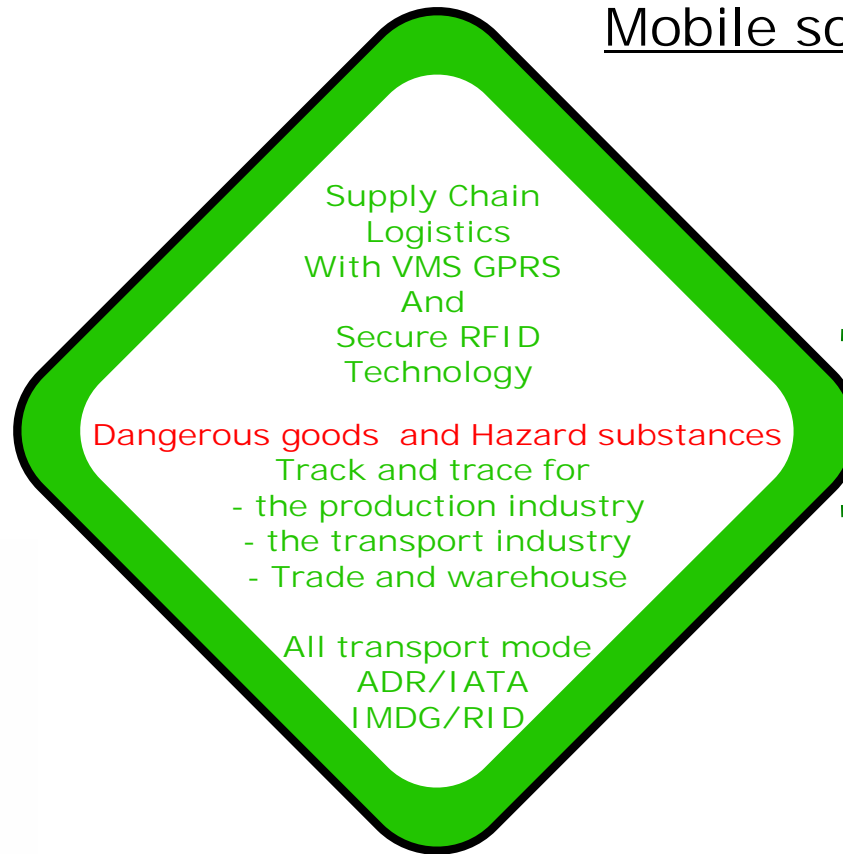 Mobile so
Supply Chain
Logistics
With VMS GPRS
And
Secure RFID
Technology
Dangerous goods and Hazard substances
Track and trace for
- the production industry
- the transport industry
- Trade and warehouse
All transport mode
ADR/IATA
IMDG/RID